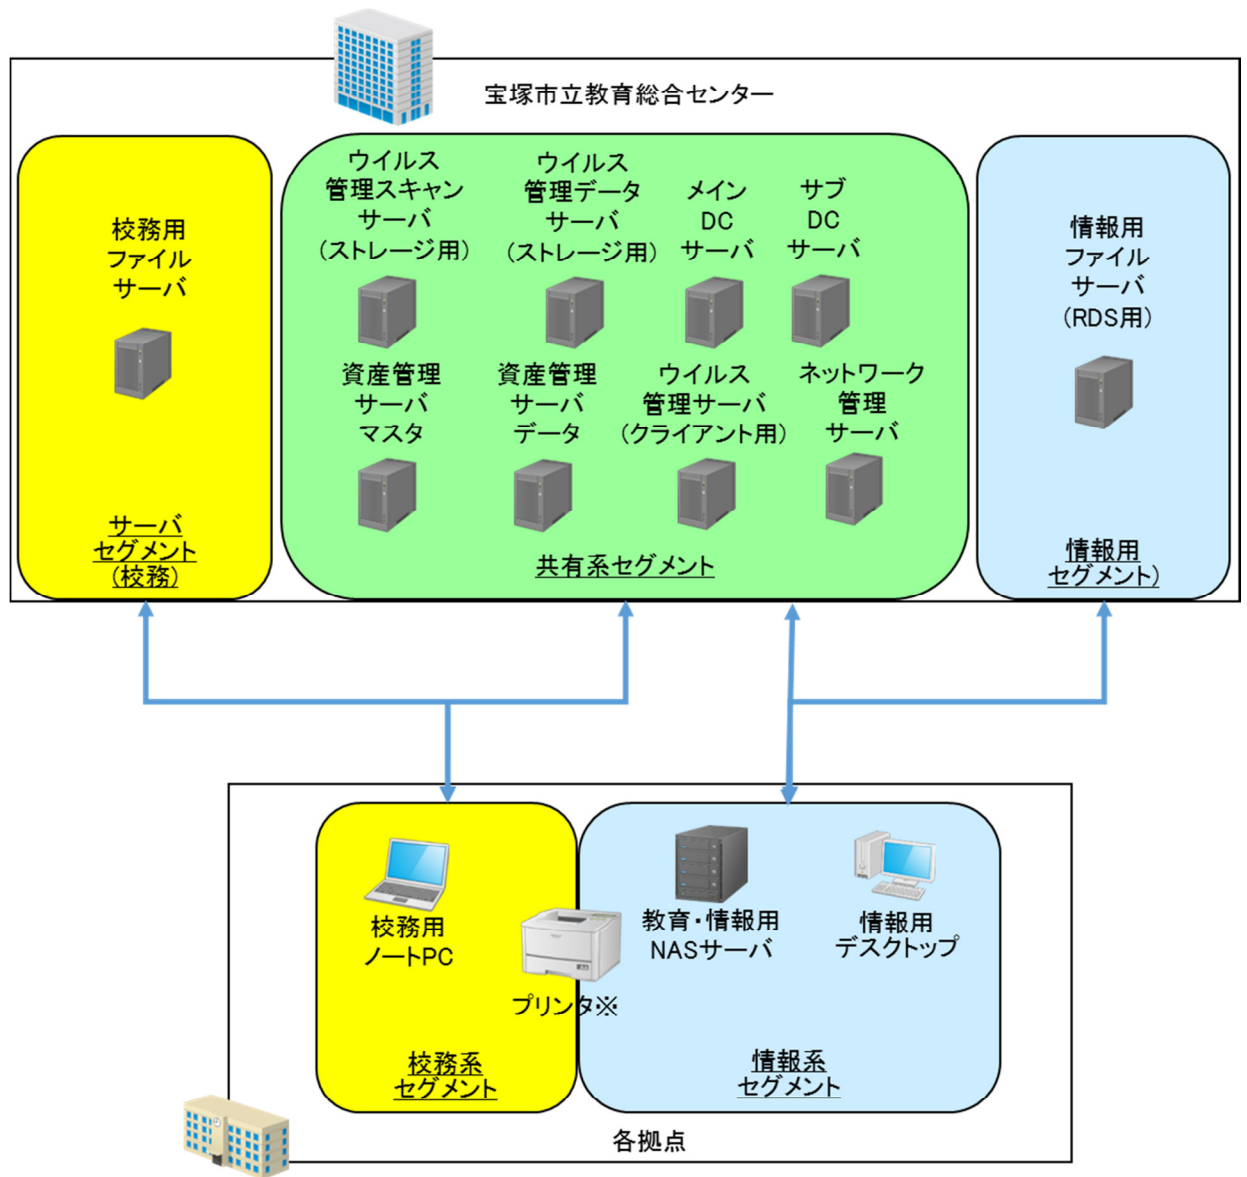 宝塚市立教育総合センター
校務用
ファイル
サーバ
サーバ
セグメント
(校務)
ウイルス
管理スキャン
サーバ
(ストレージ用)
ウイルス
管理データ
サーバ
(ストレージ用)
メイン
DC
サーバ
サブ
DC
サーバ
資産管理
サーバ
マスタ
資産管理
サーバ
データ
ウイルス
管理サーバ
(クライアント用)
ネットワーク
管理
サーバ
共有系セグメント
情報用
ファイル
サーバ
(RDS用)
情報用
セグメント)
校務用
ノートPC
プリンタ※
校務系
セグメント
教育・情報用
NASサーバ
情報用
デスクトップ
情報系
セグメント
各拠点